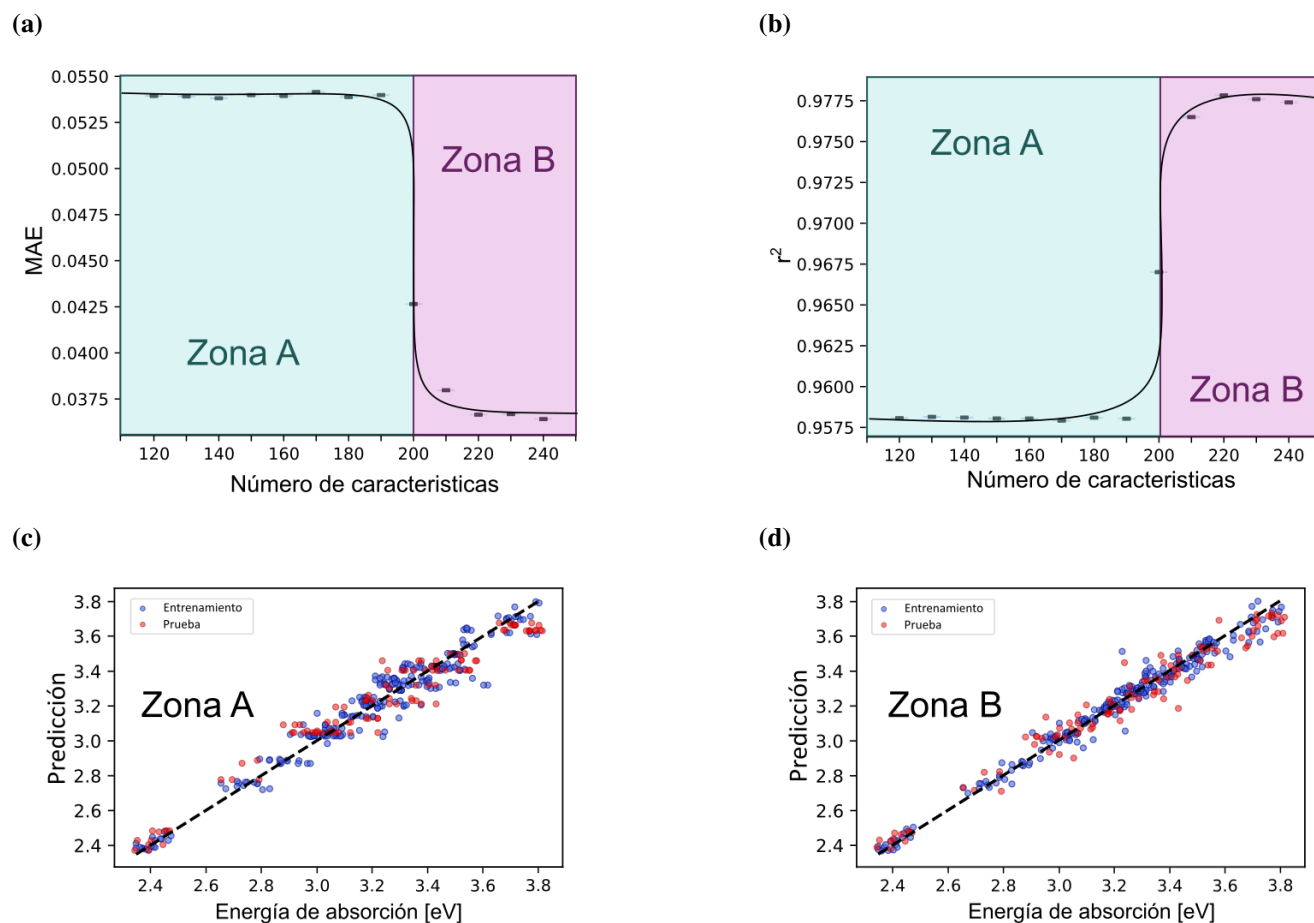 (a)
(b)
0.0550
0.0525
0.0500
0.0475
0.0450
0.0425
0.0400
0.0375
MAE
Zona A
Zona B
120 140 160 180 200 220 240
Número de caracteristicas
0.9775
0.9750
0.9725
0.9700
0.9675
0.9650
0.9625
0.9600
0.9575
r²
Zona A
Zona B
120 140 160 180 200 220 240
Número de caracteristicas
(c)
(d)
3.8
3.6
3.4
3.2
3.0
2.8
2.6
2.4
Predicción
Entrenamiento
Prueba
Zona A
2.4 2.6 3.0 3.2 3.4 3.6 3.8
Energía de absorción [eV]
3.8
3.6
3.4
3.2
3.0
2.8
2.6
2.4
Predicción
Entrenamiento
Prueba
Zona B
2.4 2.6 3.0 3.2 3.4 3.6 3.8
Energía de absorción [eV]